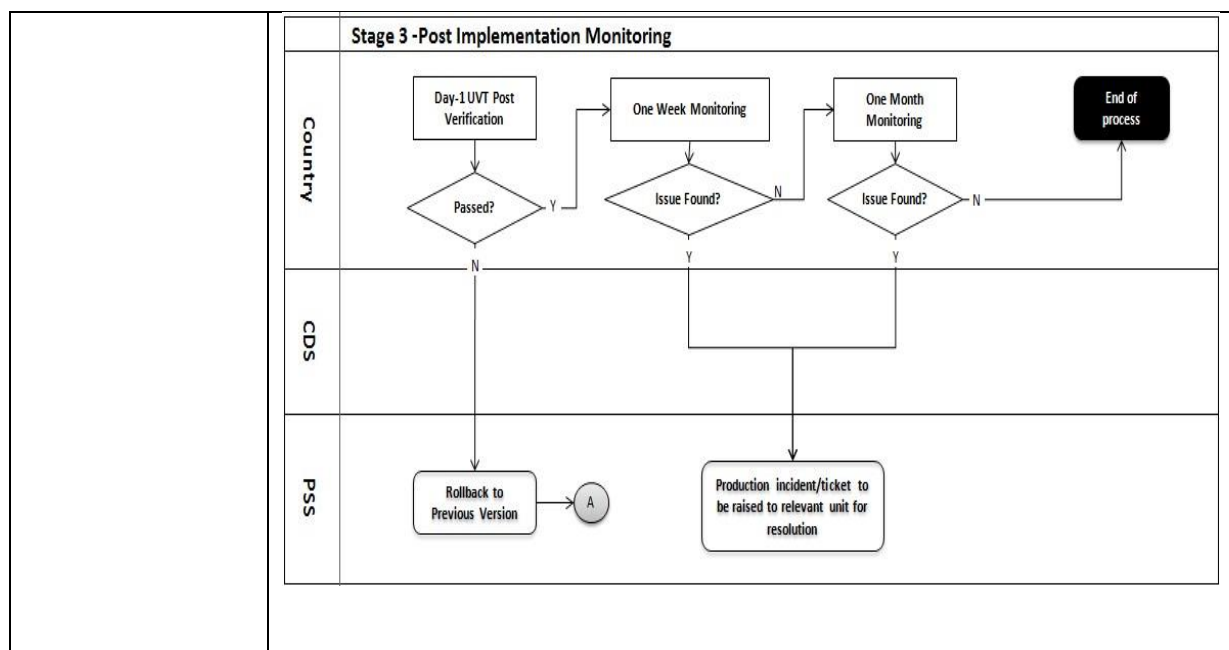 Stage 3 -Post Implementation Monitoring
Country
Day-1 UVT Post
Verification
One Week Monitoring
One Month
Monitoring
End of
process
Passed?
Y
Issue Found?
N
Issue Found?
N
N
Y
Y
CDS
PSS
Rollback to
Previous Version
A
Production incident/ticket to
be raised to relevant unit for
resolution